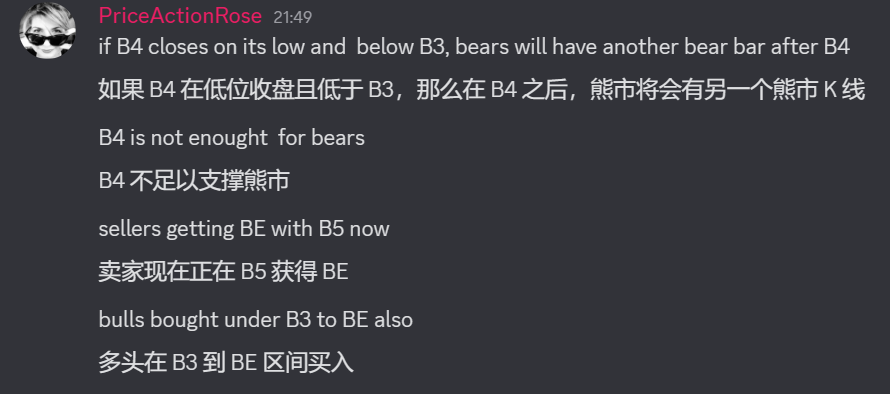 PriceActionRose 21:49
if B4 closes on its low and below B3, bears will have another bear bar after B4
如果 B4 在低位收盘且低于 B3，那么在 B4 之后，熊市将会有另一个熊市 K 线
B4 is not enought for bears
B4 不足以支撑熊市
sellers getting BE with B5 now
卖家现在正在 B5 获得 BE
bulls bought under B3 to BE also
多头在 B3 到 BE 区间买入